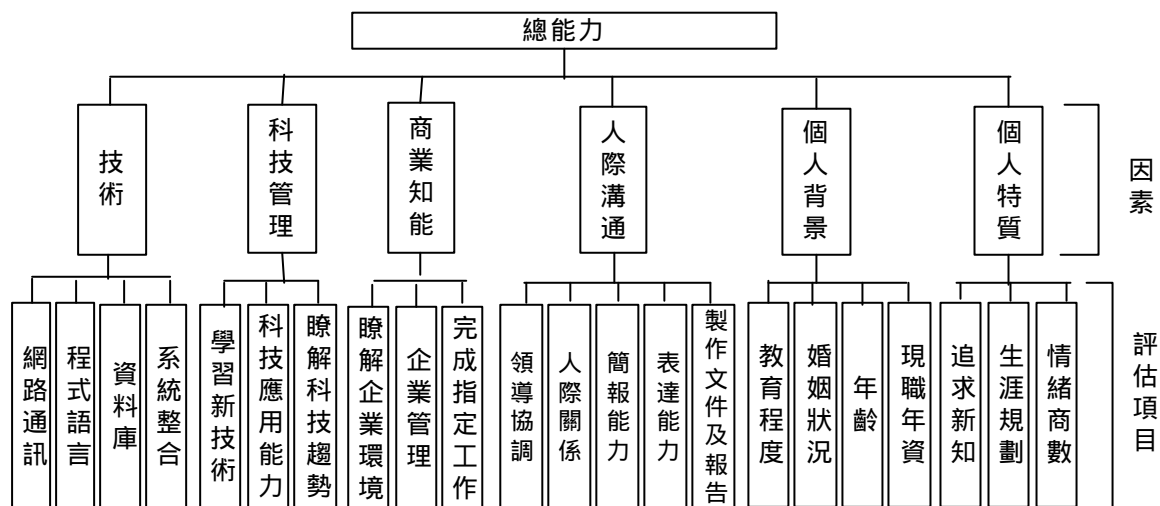 總能力
技術
科技管理
商業知能
人際溝通
個人背景
個人特質
因素
網路通訊
程式語言
資料庫
系統整合
學習新技術
科技應用能力
瞭解科技趨勢
瞭解企業環境
企業管理
完成指定工作
領導協調
人際關係
簡報能力
表達能力
製作文件及報告
教育程度
婚姻狀況
年齡
現職年資
追求新知
生涯規劃
情緒商數
評估項目